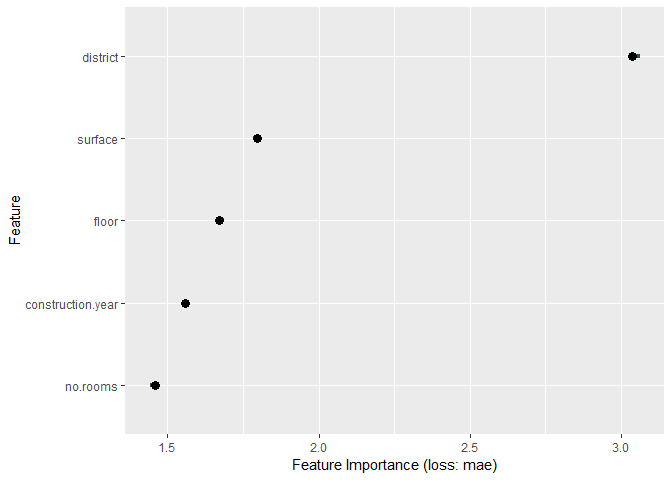 district
surface
floor
construction.year
no.rooms
Feature
1.5 2.0 2.5 3.0
Feature Importance (loss: mae)